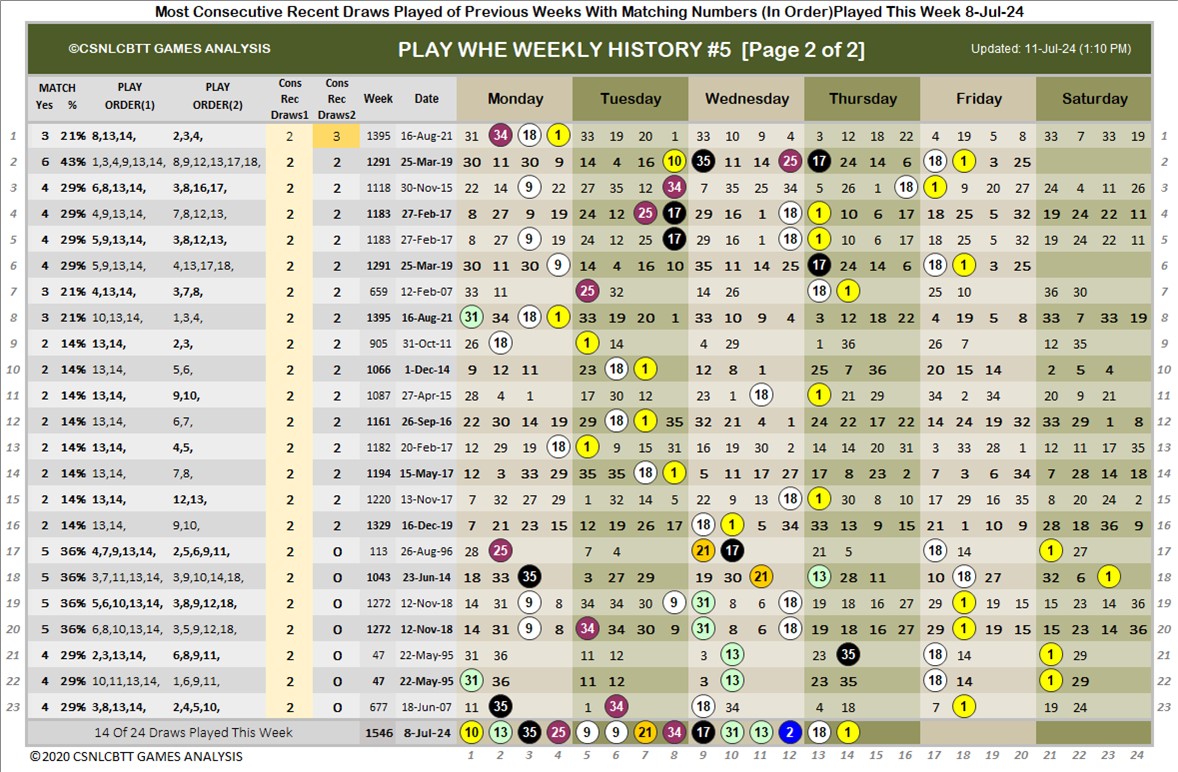 Most Consecutive Recent Draws Played of Previous Weeks With Matching Numbers (In Order)Played This Week 8-Jul-24
©CSNLCBTT GAMES ANALYSIS PLAY WHE WEEKLY HISTORY #5 [Page 2 of 2] Updated: 11-Jul-24 (1:10 PM)
MATCH PLAY PLAY Cons Cons
Yes % ORDER(1) ORDER(2) Rec Rec Week Date Monday Tuesday Wednesday Thursday Friday Saturday
Draws1 Draws2
1 3 21% 8,13,14, 2,3,4, 2 3 1395 16-Aug-21 31 34 18 1 33 19 20 1 33 10 9 4 3 12 18 22 4 19 5 8 33 7 33 19 1
2 6 43% 1,3,4,9,13,14, 8,9,12,13,17,18, 2 2 1291 25-Mar-19 30 11 30 9 14 4 16 10 35 11 14 25 17 24 14 6 18 1 3 25 2
3 4 29% 6,8,13,14, 3,8,16,17, 2 2 1118 30-Nov-15 22 14 9 22 27 35 12 34 7 35 25 34 5 26 1 18 1 9 20 27 24 4 11 26 3
4 4 29% 4,9,13,14, 7,8,12,13, 2 2 1183 27-Feb-17 8 27 9 19 24 12 25 17 29 16 1 18 1 10 6 17 18 25 5 32 19 24 22 11 4
5 4 29% 5,9,13,14, 3,8,12,13, 2 2 1183 27-Feb-17 8 27 9 19 24 12 25 17 29 16 1 18 1 10 6 17 18 25 5 32 19 24 22 11 5
6 4 29% 5,9,13,14, 4,13,17,18, 2 2 1291 25-Mar-19 30 11 30 9 14 4 16 10 35 11 14 25 17 24 14 6 18 1 25 6
7 3 21% 4,13,14, 3,7,8, 2 2 659 12-Feb-07 33 11 25 32 14 26 18 1 25 10 36 30 7
8 3 21% 10,13,14, 1,3,4, 2 2 1395 16-Aug-21 31 34 18 1 33 19 20 1 33 10 9 4 3 12 18 22 4 19 5 8 33 7 33 19 8
9 2 14% 13,14, 2,3, 2 2 905 31-Oct-11 26 18 1 14 4 29 1 36 26 7 12 35 9
10 2 14% 13,14, 5,6, 2 2 1066 1-Dec-14 9 12 11 23 18 1 12 8 1 25 7 36 20 15 14 2 5 4 10
11 2 14% 13,14, 9,10, 2 2 1087 27-Apr-15 28 4 1 17 30 12 23 1 18 1 21 29 34 2 34 20 9 21 11
12 2 14% 13,14, 6,7, 2 2 1161 26-Sep-16 22 30 14 19 29 18 1 35 32 21 4 1 24 22 17 22 14 24 19 32 33 29 1 8 12
13 2 14% 13,14, 4,5, 2 2 1182 20-Feb-17 12 29 19 18 1 9 15 31 16 19 30 2 14 14 20 31 3 33 28 1 12 11 17 35 13
14 2 14% 13,14, 7,8, 2 2 1194 15-May-17 12 3 33 29 35 35 18 1 5 11 17 27 17 8 23 2 7 3 6 34 7 28 14 18 14
15 2 14% 13,14, 12,13, 2 2 1220 13-Nov-17 7 32 27 29 1 32 14 5 22 9 13 18 1 30 8 10 17 29 16 35 8 20 24 2 15
16 2 14% 13,14, 9,10, 2 2 1329 16-Dec-19 7 21 23 15 12 19 26 17 18 1 5 34 33 13 9 15 21 1 10 9 28 18 36 9 16
17 5 36% 4,7,9,13,14, 2,5,6,9,11, 2 0 113 26-Aug-96 28 25 7 4 21 17 21 5 18 14 1 27 17
18 5 36% 3,7,11,13,14, 3,9,10,14,18, 2 0 1043 23-Jun-14 18 33 35 3 27 29 19 30 21 13 28 11 10 18 27 32 6 1 18
19 5 36% 5,6,10,13,14, 3,8,9,12,18, 2 0 1272 12-Nov-18 14 31 9 8 34 34 30 9 31 8 6 18 19 18 16 27 29 1 19 15 15 23 14 36 19
20 5 36% 6,8,10,13,14, 3,5,9,12,18, 2 0 1272 12-Nov-18 14 31 9 8 34 34 30 9 31 8 6 18 19 18 16 27 29 1 19 15 15 23 14 36 20
21 4 29% 2,3,13,14, 6,8,9,11, 2 0 47 22-May-95 31 36 11 12 3 13 23 35 18 14 1 29 21
22 4 29% 10,11,13,14, 1,6,9,11, 2 0 47 22-May-95 31 36 11 12 3 13 23 35 18 14 1 29 22
23 4 29% 3,8,13,14, 2,4,5,10, 2 0 677 18-Jun-07 11 35 1 34 18 34 4 18 7 1 19 24 23
14 Of 24 Draws Played This Week 1546 8-Jul-24 10 13 35 25 9 9 21 34 17 31 13 2 18 1
©2020 CSNLCBTT GAMES ANALYSIS 1 2 3 4 5 6 7 8 9 10 11 12 13 14 15 16 17 18 19 20 21 22 23 24